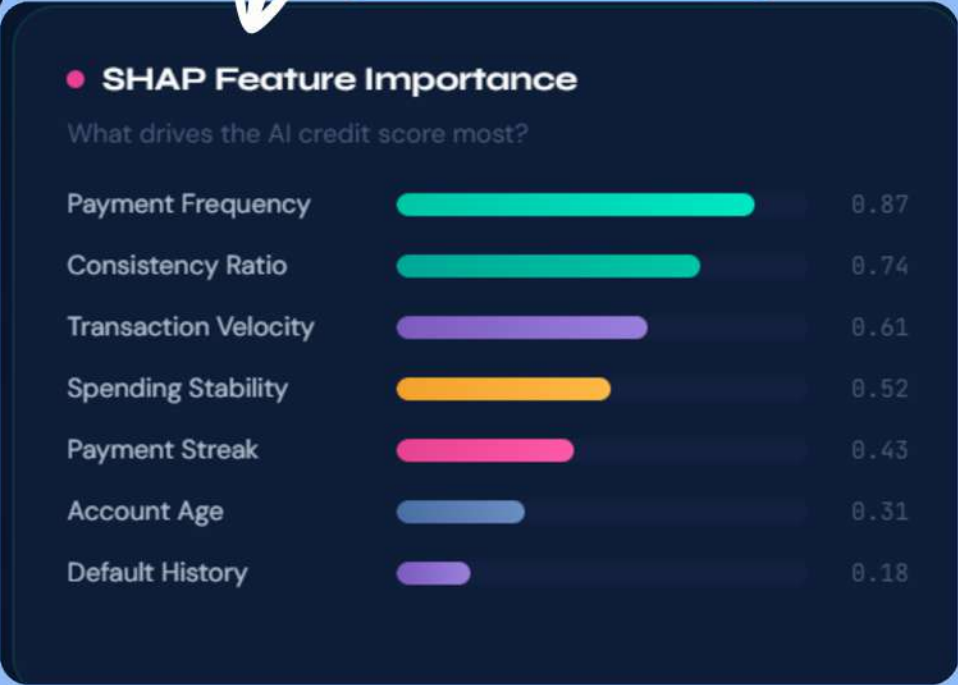 SHAP Feature Importance
What drives the AI credit score most?
Payment Frequency 0.87
Consistency Ratio 0.74
Transaction Velocity 0.61
Spending Stability 0.52
Payment Streak 0.43
Account Age 0.31
Default History 0.18